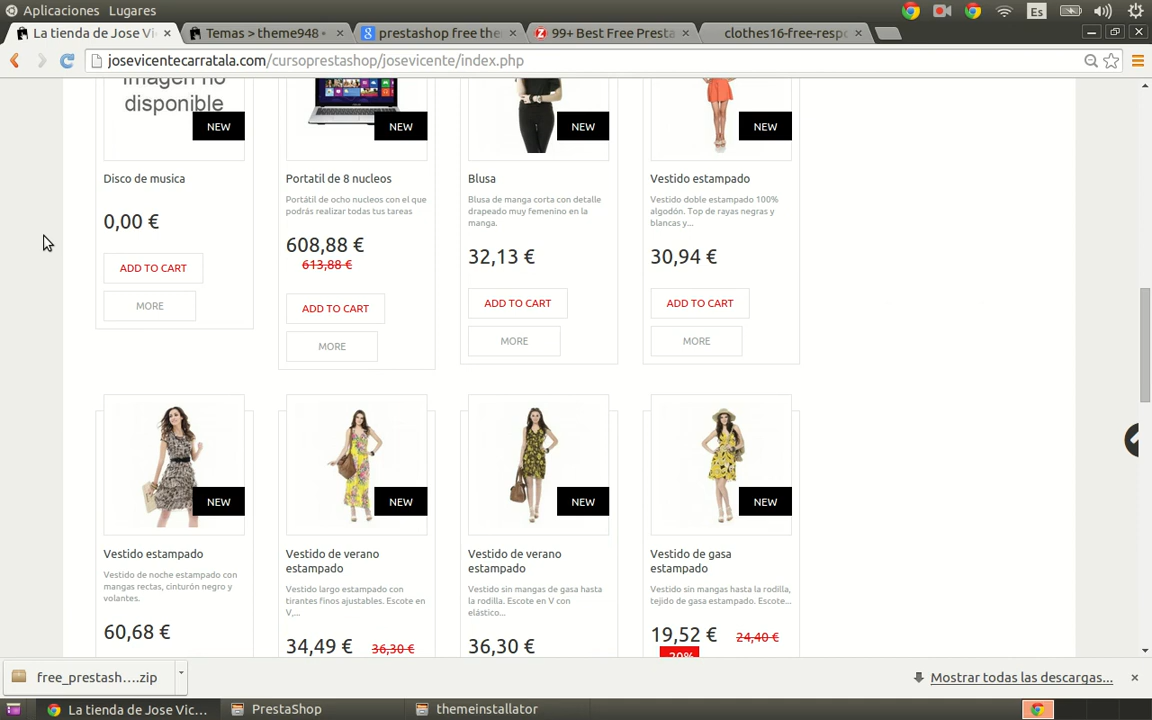 Aplicaciones Lugares
Es
La tienda de Jose Vic
Temas > theme948 •
prestashop free the
99+ Best Free Presta
clothes16-free-resp
josevicentecarratala.com/cursoprestashop/josevicente/index.php
Imagen no
disponible
NEW
NEW
NEW
NEW
Disco de musica
0,00 €
ADD TO CART
MORE
Portatil de 8 nucleos
Portátil de ocho nucleos con el que
podrás realizar todas tus tareas
608,88 €
613,88 €
ADD TO CART
MORE
Blusa
Blusa de manga corta con detalle
drapeado muy femenino en la
manga.
32,13 €
ADD TO CART
MORE
Vestido estampado
Vestido doble estampado 100%
algodón. Top de rayas negras y
blancas y...
30,94 €
ADD TO CART
MORE
NEW
NEW
NEW
NEW
Vestido estampado
Vestido de noche estampado con
mangas rectas, cinturón negro y
volantes.
60,68 €
Vestido de verano
estampado
Vestido largo estampado con
tirantes finos ajustables. Escote en
V,...
34,49 € 36,30 €
Vestido de verano
estampado
Vestido sin mangas de gasa hasta
la rodilla. Escote en V con
elástico...
36,30 €
Vestido de gasa
estampado
Vestido sin mangas hasta la rodilla,
tejido de gasa estampado. Escote...
19,52 € 24,40 €
-20%
free_prestash....zip
Mostrar todas las descargas...
La tienda de Jose Vic...
PrestaShop
themeinstallator